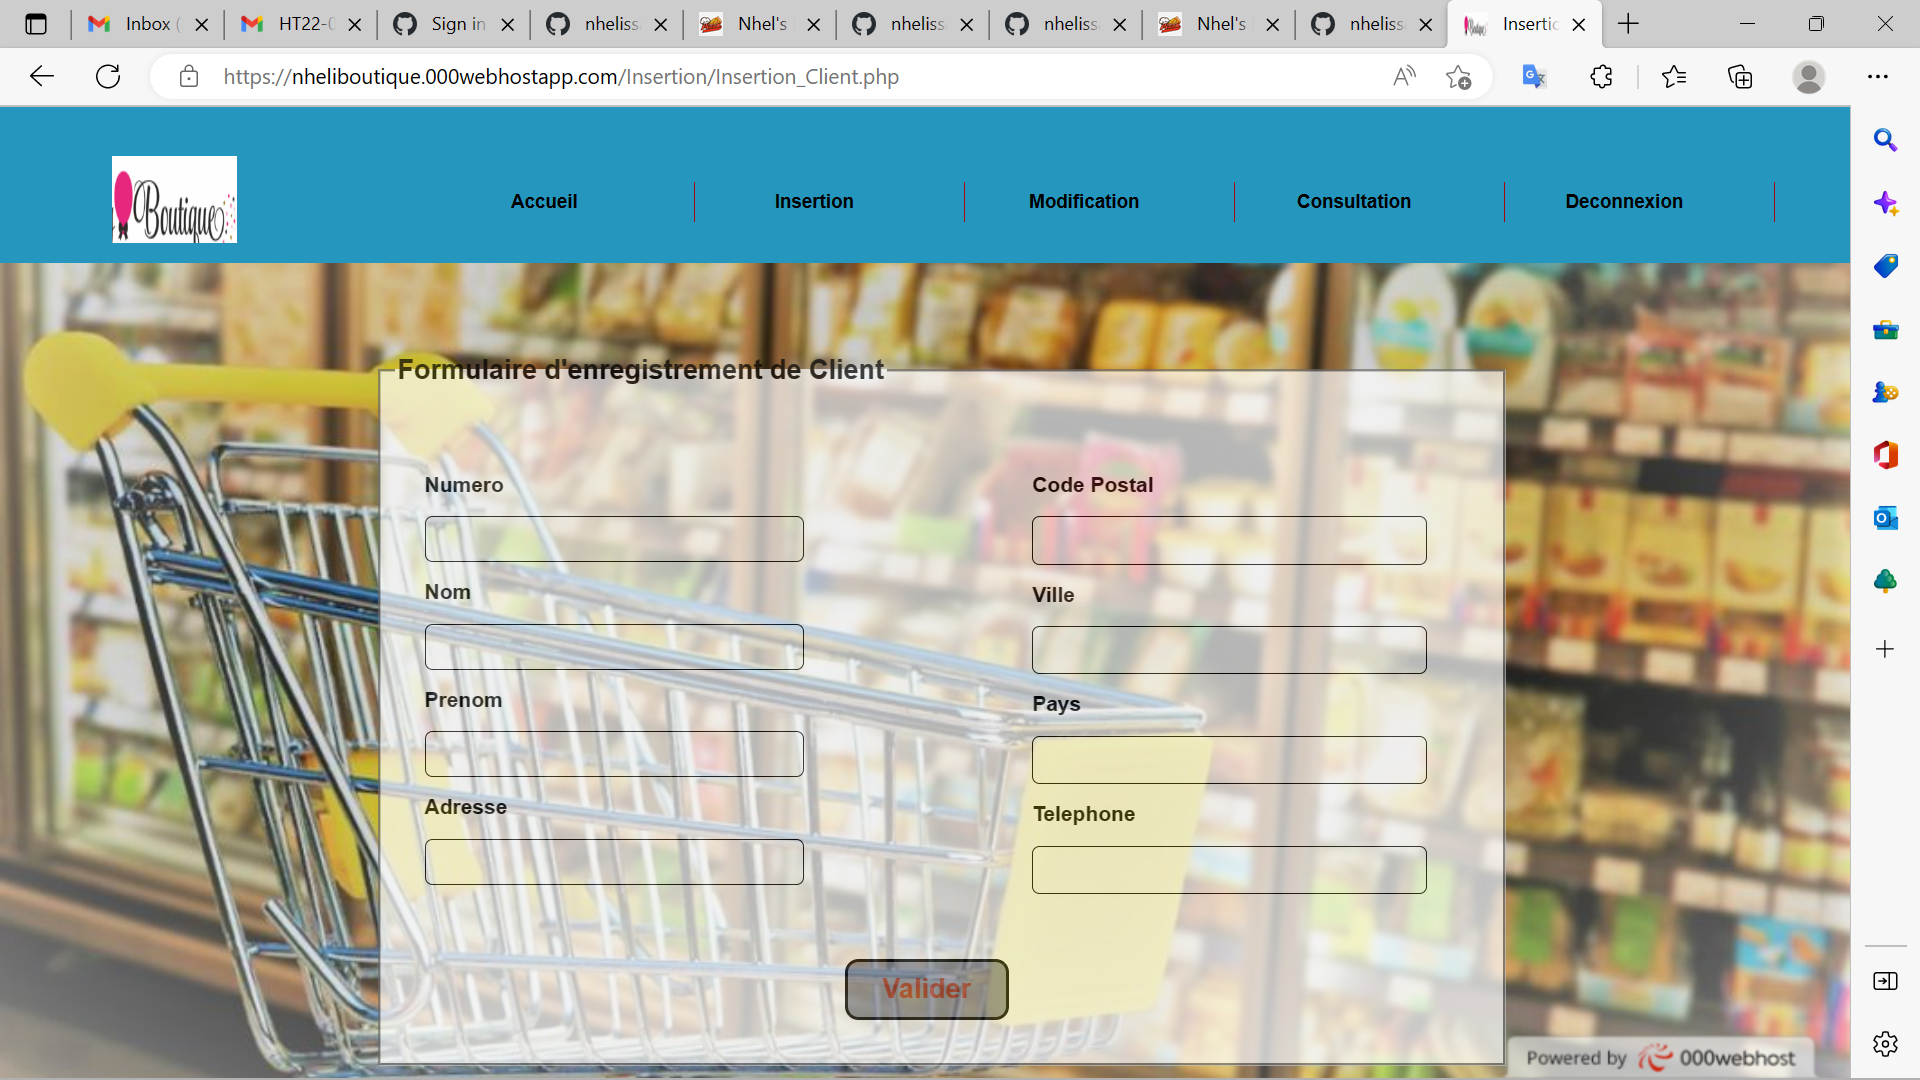 Inbox (
HT22-0
Sign in
nheliss
Nhel's
nheliss
nheliss
Nhel's
nheliss
Insertio
https://nheliboutique.000webhostapp.com/Insertion/Insertion_Client.php
Boutique
Accueil
Insertion
Modification
Consultation
Deconnexion
Formulaire d'enregistrement de Client
Numero
Code Postal
Nom
Ville
Prenom
Pays
Adresse
Telephone
Valider
Powered by 000webhost